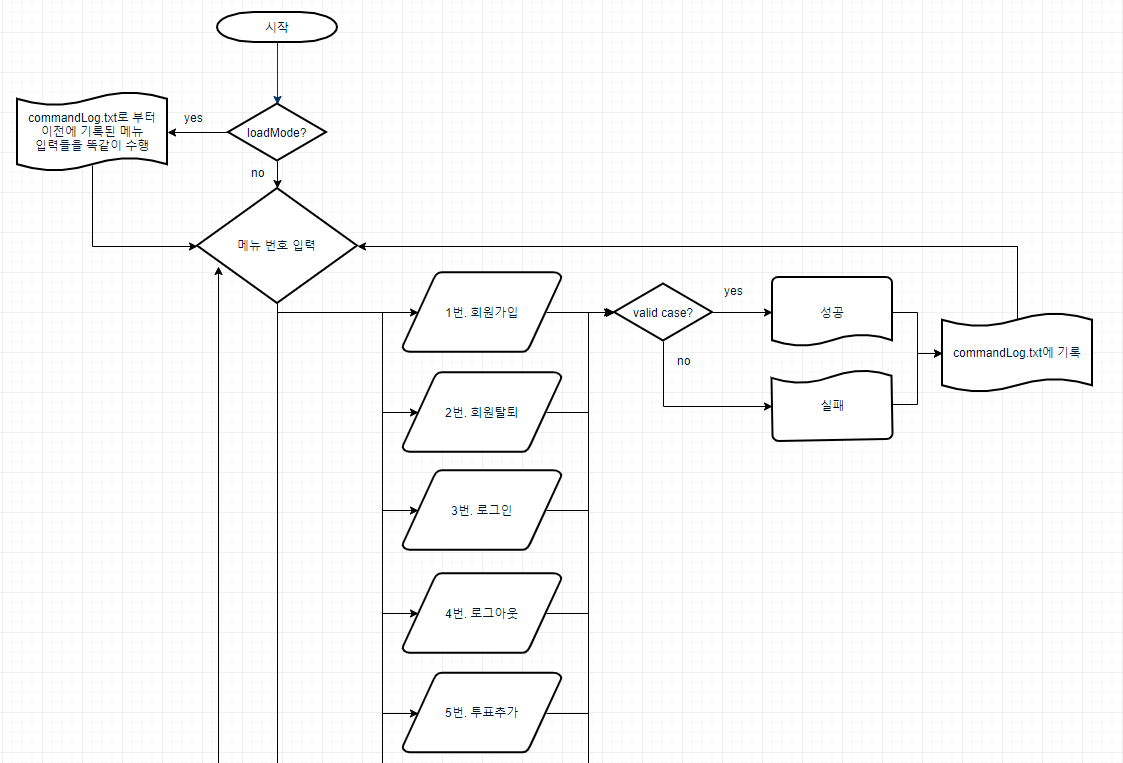 시작
commandLog.txt로 부터
이전에 기록된 메뉴
입력들을 똑같이 수행
yes
loadMode?
no
메뉴 번호 입력
1번. 회원가입
valid case?
yes
성공
commandLog.txt에 기록
no
실패
2번. 회원탈퇴
3번. 로그인
4번. 로그아웃
5번. 투표추가